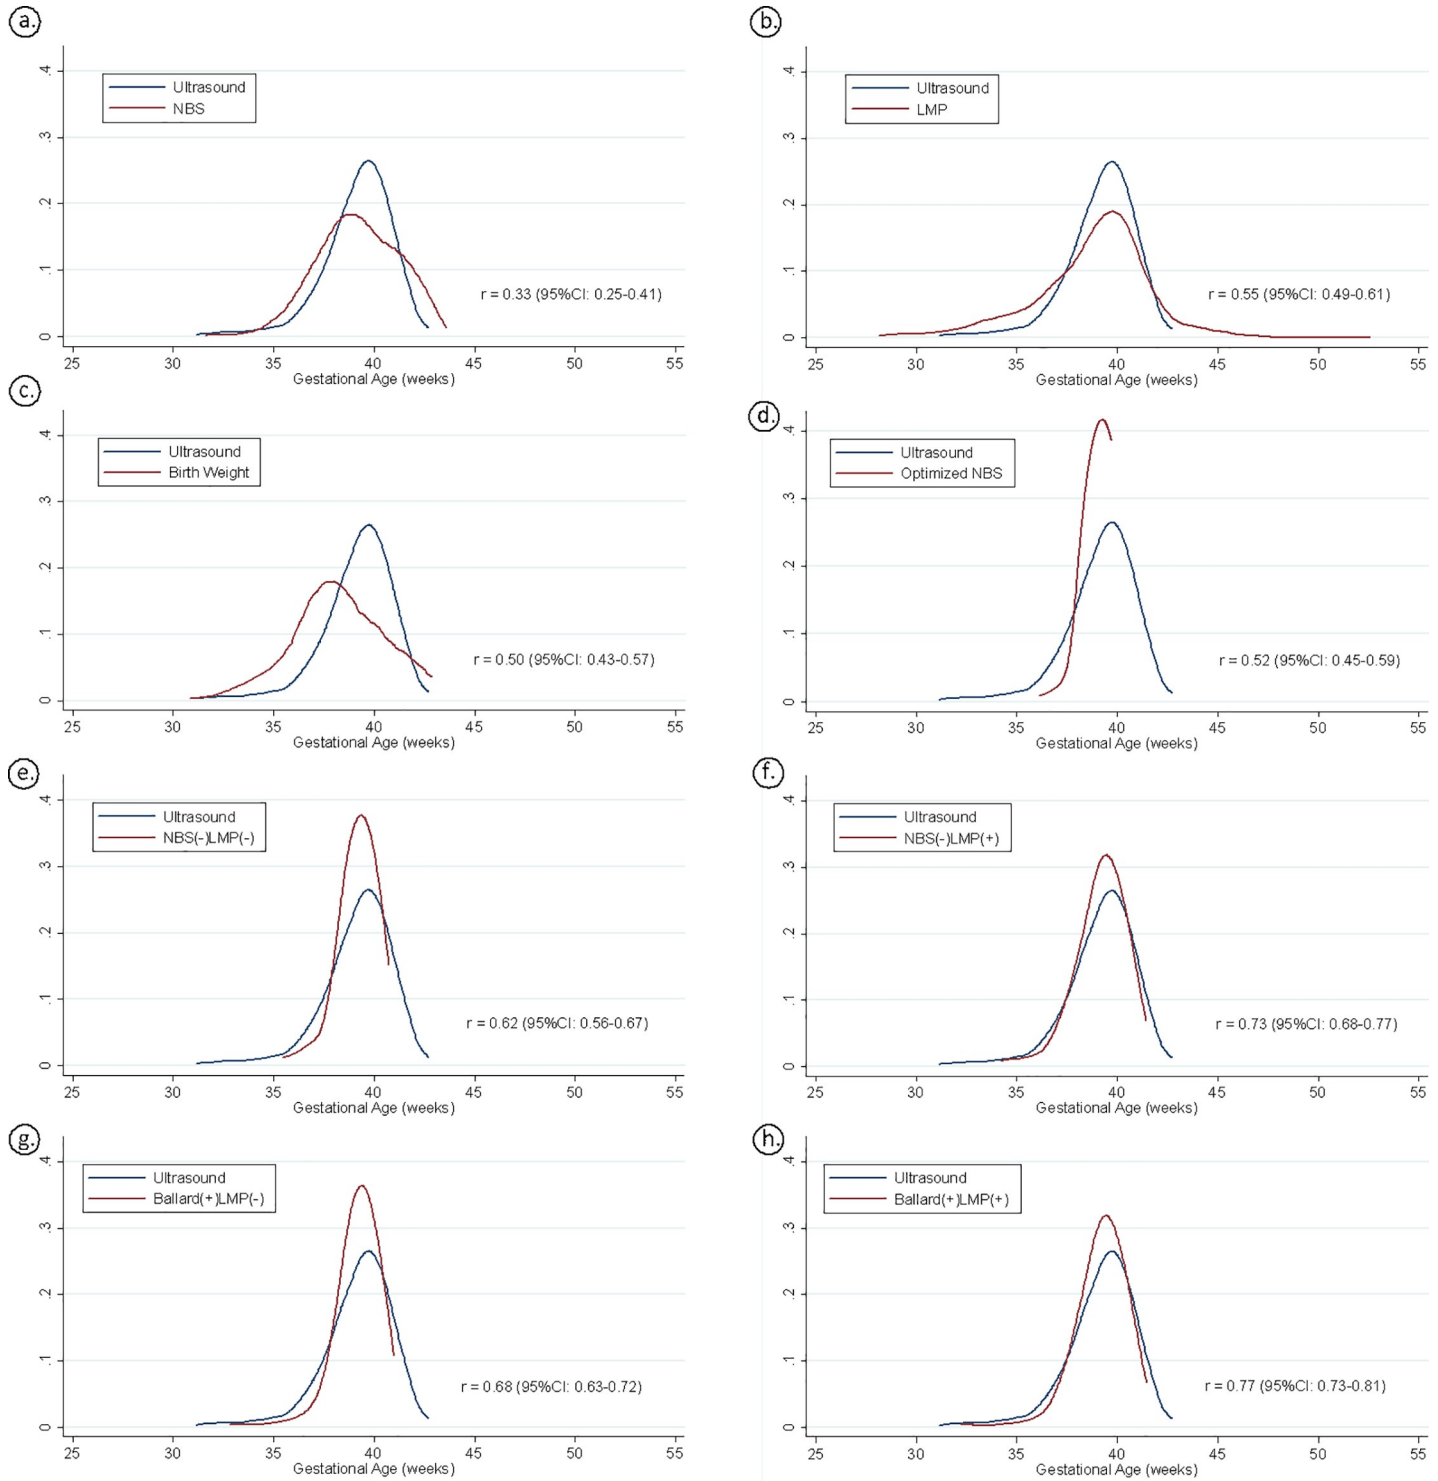 a.
Ultrasound
NBS
.4
.3
.2
.1
0
r = 0.33 (95%CI: 0.25-0.41)
25 30 35 40 45 50 55
Gestational Age (weeks)
b.
Ultrasound
LMP
.4
.3
.2
.1
0
r = 0.55 (95%CI: 0.49-0.61)
25 30 35 40 45 50 55
Gestational Age (weeks)
c.
Ultrasound
Birth Weight
.4
.3
.2
.1
0
r = 0.50 (95%CI: 0.43-0.57)
25 30 35 40 45 50 55
Gestational Age (weeks)
d.
Ultrasound
Optimized NBS
.4
.3
.2
.1
0
r = 0.52 (95%CI: 0.45-0.59)
25 30 35 40 45 50 55
Gestational Age (weeks)
e.
Ultrasound
NBS(-)LMP(-)
.4
.3
.2
.1
0
r = 0.62 (95%CI: 0.56-0.67)
25 30 35 40 45 50 55
Gestational Age (weeks)
f.
Ultrasound
NBS(-)LMP(+)
.4
.3
.2
.1
0
r = 0.73 (95%CI: 0.68-0.77)
25 30 35 40 45 50 55
Gestational Age (weeks)
g.
Ultrasound
Ballard(+)LMP(-)
.4
.3
.2
.1
0
r = 0.68 (95%CI: 0.63-0.72)
25 30 35 40 45 50 55
Gestational Age (weeks)
h.
Ultrasound
Ballard(+)LMP(+)
.4
.3
.2
.1
0
r = 0.77 (95%CI: 0.73-0.81)
25 30 35 40 45 50 55
Gestational Age (weeks)